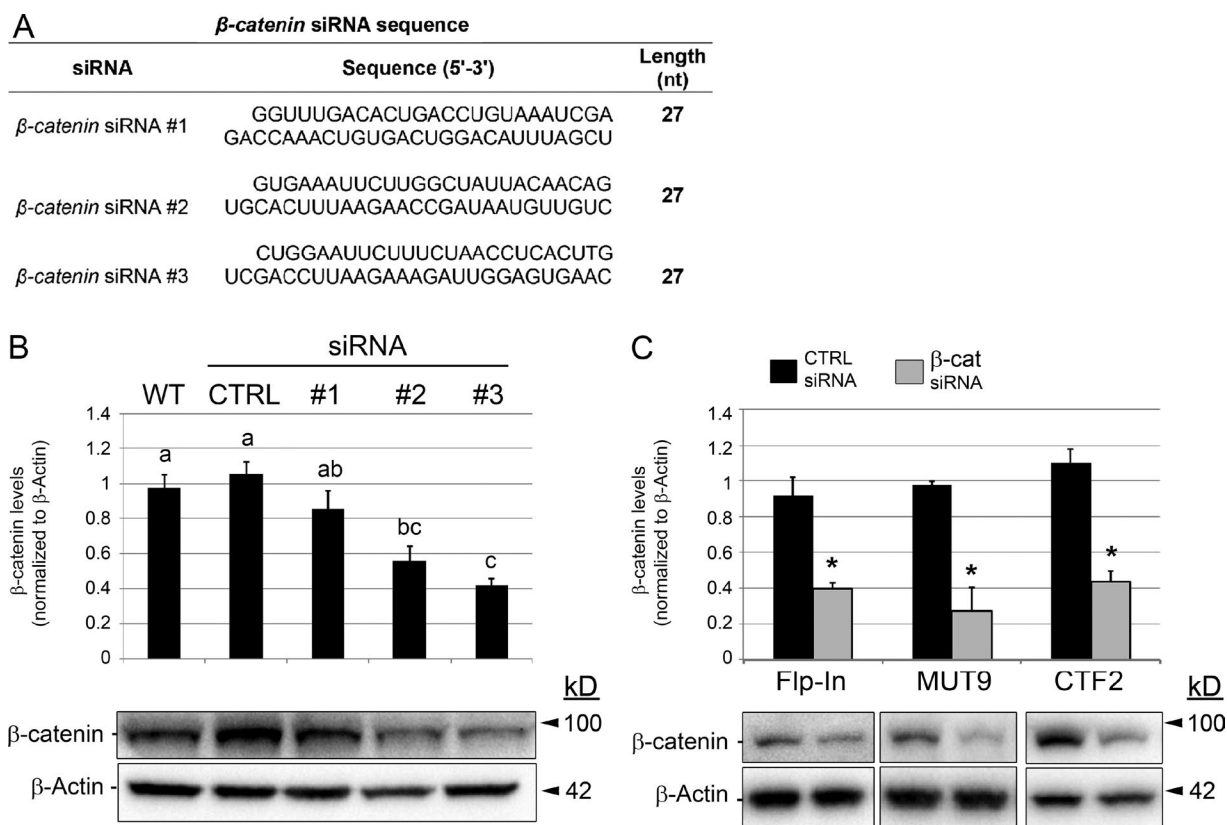 A
β-catenin siRNA sequence
siRNA
Sequence (5'-3')
Length
(nt)
β-catenin siRNA #1
GGUUUGACACUGACCUGUAAAUCGA
GACCAAACUGUGACUGGACAUUUAGCU
27
β-catenin siRNA #2
GUGAAAUUCUUGGCUAUUACAACAG
UGCACUUUAAGAACCGAUAAUGUUGUC
27
β-catenin siRNA #3
CUGGAAUUCUUUCUAACCUCACUTG
UCGACCUUAAGAAAGAUUGGAGUGAAC
27
B
siRNA
WT CTRL #1 #2 #3
β-catenin levels
(normalized to β-Actin)
1.4
1.2
1
0.8
0.6
0.4
0.2
0
a a ab bc c
kD
β-catenin
100
β-Actin
42
C
CTRL
siRNA
β-cat
siRNA
β-catenin levels
(normalized to β-Actin)
1.4
1.2
1
0.8
0.6
0.4
0.2
0
* * *
Flp-In MUT9 CTF2
kD
β-catenin
100
β-Actin
42